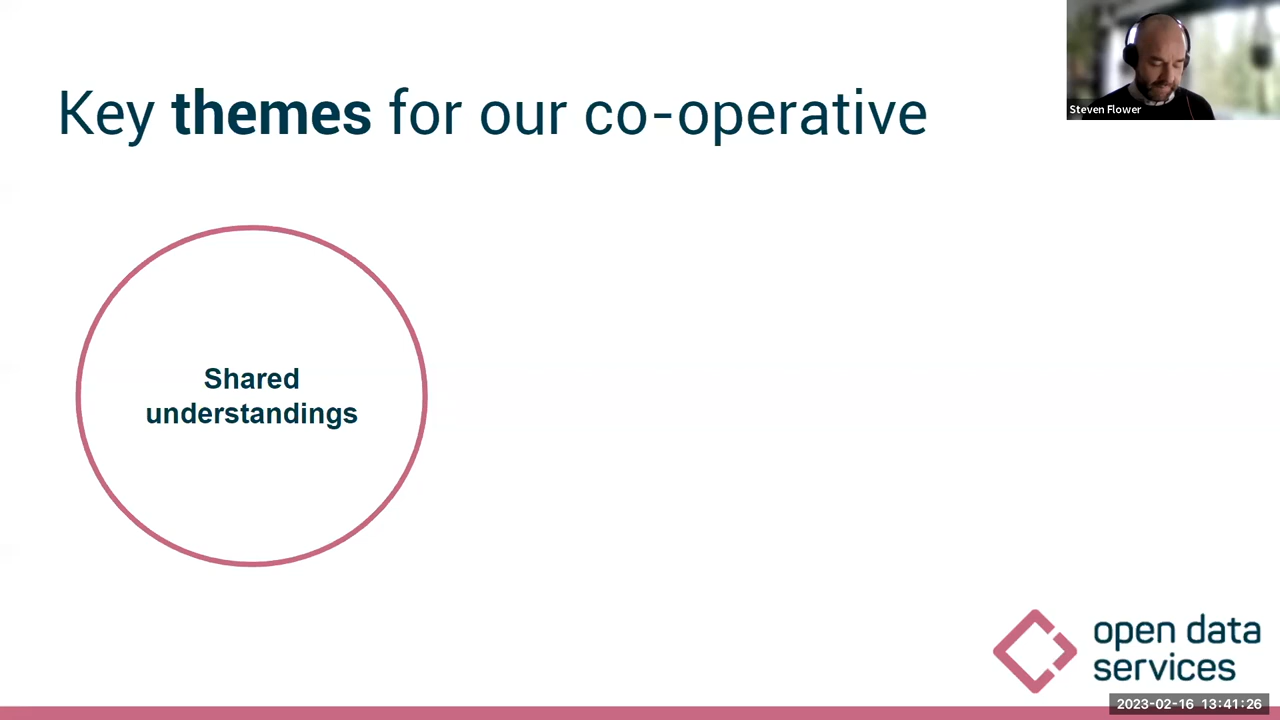 Key themes for our co-operative
Steven Flower
Shared
understandings
open data
services
2023-02-16 13:41:26